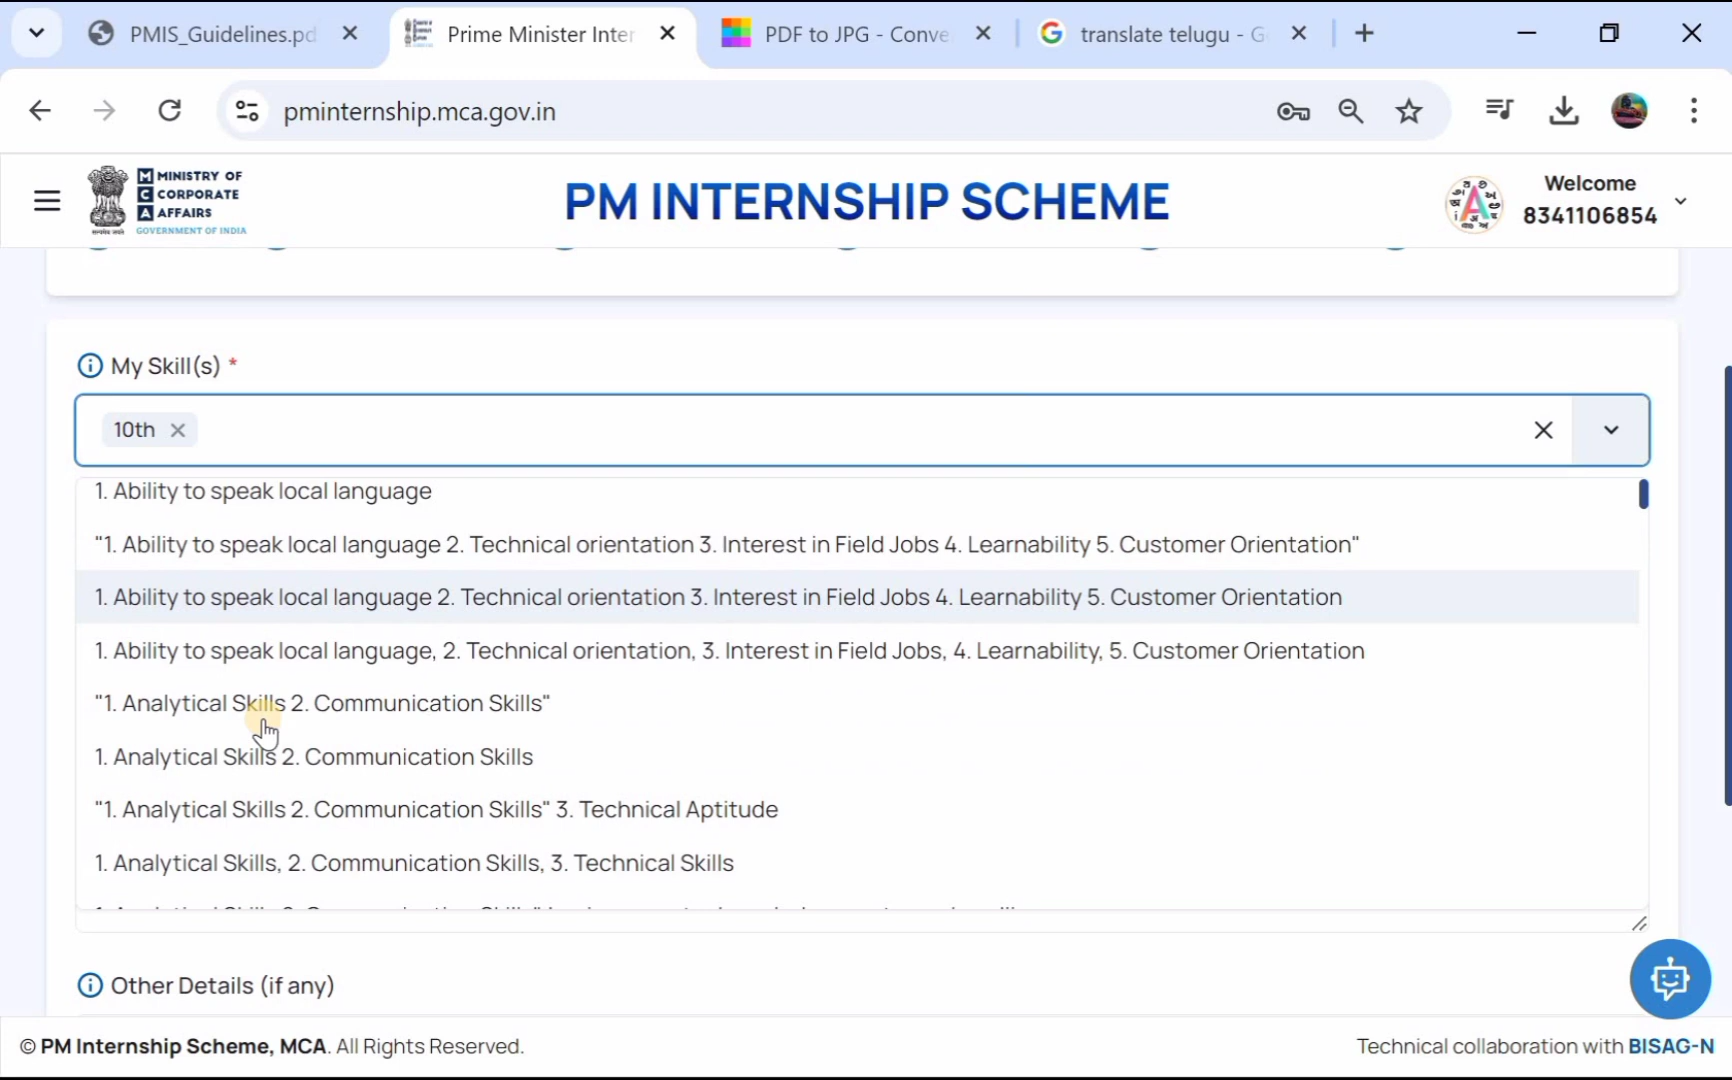 PMIS_Guidelines.pd
Prime Minister Inter
PDF to JPG - Conve
translate telugu - G
pminternship.mca.gov.in
MINISTRY OF
CORPORATE
AFFAIRS
GOVERNMENT OF INDIA
PM INTERNSHIP SCHEME
Welcome
8341106854
My Skill(s) *
10th
1. Ability to speak local language
"1. Ability to speak local language 2. Technical orientation 3. Interest in Field Jobs 4. Learnability 5. Customer Orientation"
1. Ability to speak local language 2. Technical orientation 3. Interest in Field Jobs 4. Learnability 5. Customer Orientation
1. Ability to speak local language, 2. Technical orientation, 3. Interest in Field Jobs, 4. Learnability, 5. Customer Orientation
"1. Analytical Skills 2. Communication Skills"
1. Analytical Skills 2. Communication Skills
"1. Analytical Skills 2. Communication Skills" 3. Technical Aptitude
1. Analytical Skills, 2. Communication Skills, 3. Technical Skills
Other Details (if any)
© PM Internship Scheme, MCA. All Rights Reserved.
Technical collaboration with BISAG-N